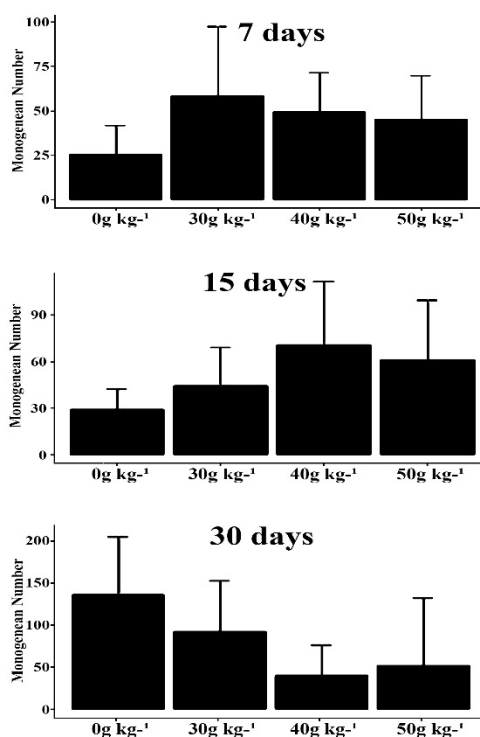 7 days
Monogenean Number
100
75
50
25
0
0g kg-¹ 30g kg-¹ 40g kg-¹ 50g kg-¹
15 days
Monogenean Number
90
60
30
0
0g kg-¹ 30g kg-¹ 40g kg-¹ 50g kg-¹
30 days
Monogenean Number
200
150
100
50
0
0g kg-¹ 30g kg-¹ 40g kg-¹ 50g kg-¹